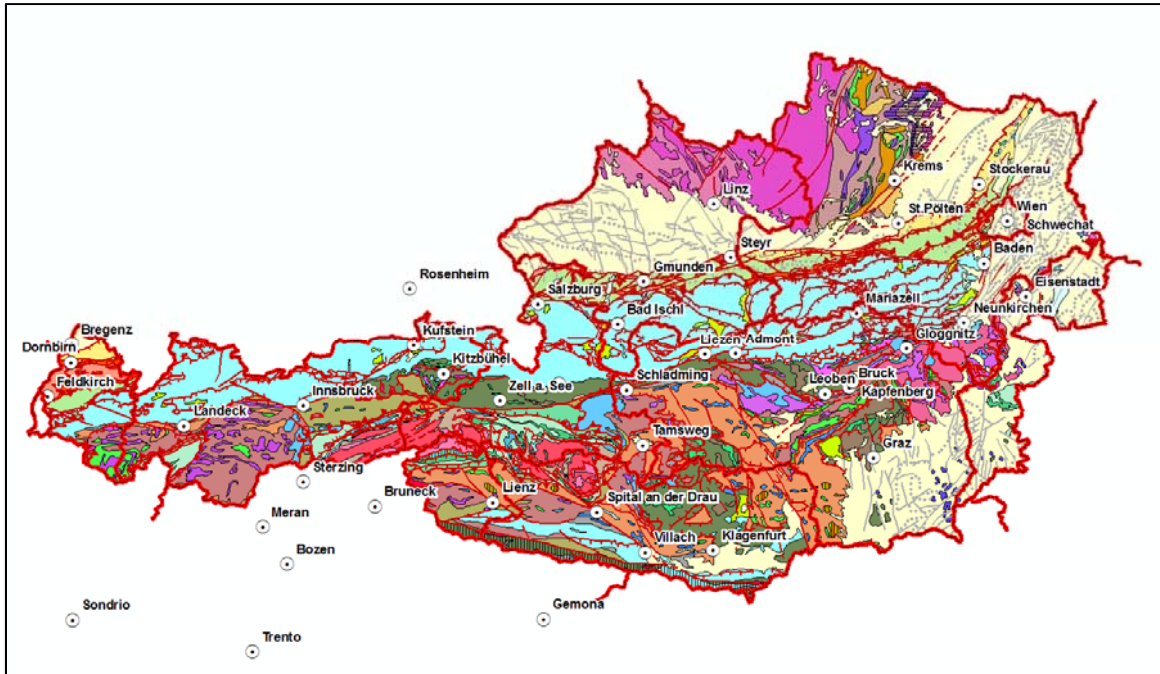 Krems
Stockerau
Linz
St.Pölten
Wien
Schwechat
Steyr
Baden
Rosenheim
Gmunden
Eisenstadt
Salzburg
Mariazell
Neunkirchen
Bad Ischl
Bregenz
Kufstein
Gloggnitz
Dornbirn
Liezen
Admont
Kitzbühel
Feldkirch
Zell a. See
Schladming
Leoben
Bruck
Innsbruck
Kapfenberg
Landeck
Tamsweg
Graz
Sterzing
Bruneck
Lienz
Spital an der Drau
Meran
Villach
Klagenfurt
Bozen
Sondrio
Gemona
Trento